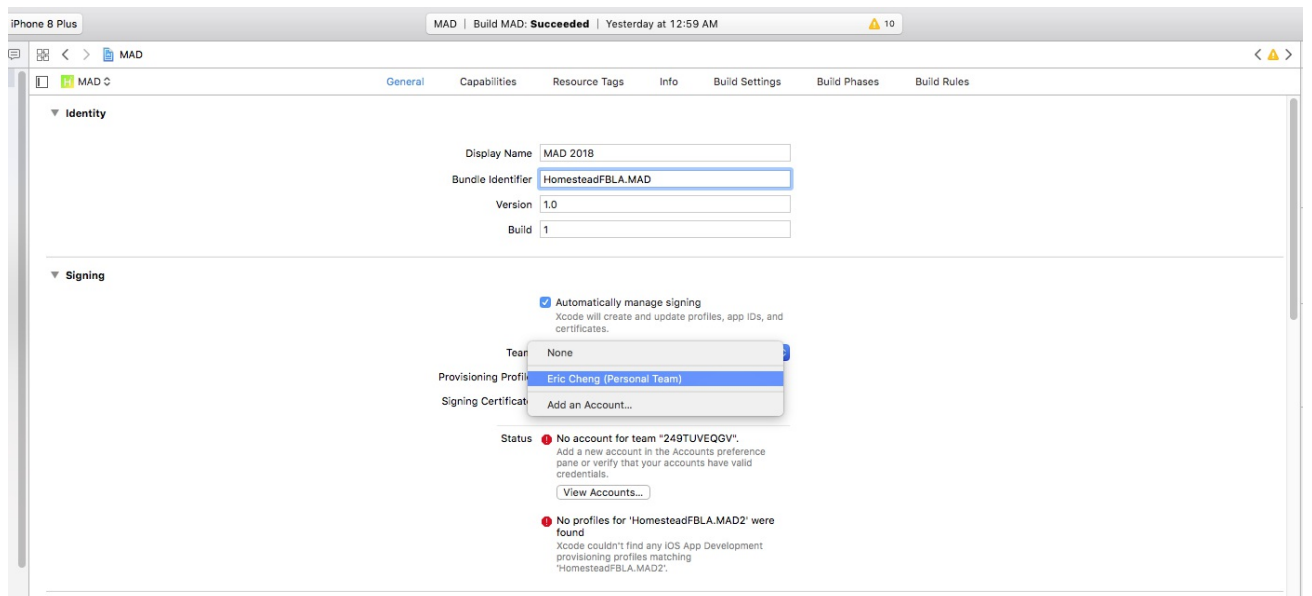 iPhone 8 Plus
MAD | Build MAD: Succeeded | Yesterday at 12:59 AM
10
MAD
H MAD
General Capabilities Resource Tags Info Build Settings Build Phases Build Rules
Identity
Display Name MAD 2018
Bundle Identifier HomesteadFBLA.MAD
Version 1.0
Build 1
Signing
Automatically manage signing
Xcode will create and update profiles, app IDs, and
certificates.
Team None
Provisioning Profile Eric Cheng (Personal Team)
Signing Certificate Add an Account...
Status No account for team "249TUVEQGV".
Add a new account in the Accounts preference
pane or verify that your accounts have valid
credentials.
View Accounts...
No profiles for 'HomesteadFBLA.MAD2' were
found
Xcode couldn't find any iOS App Development
provisioning profiles matching
'HomesteadFBLA.MAD2'.